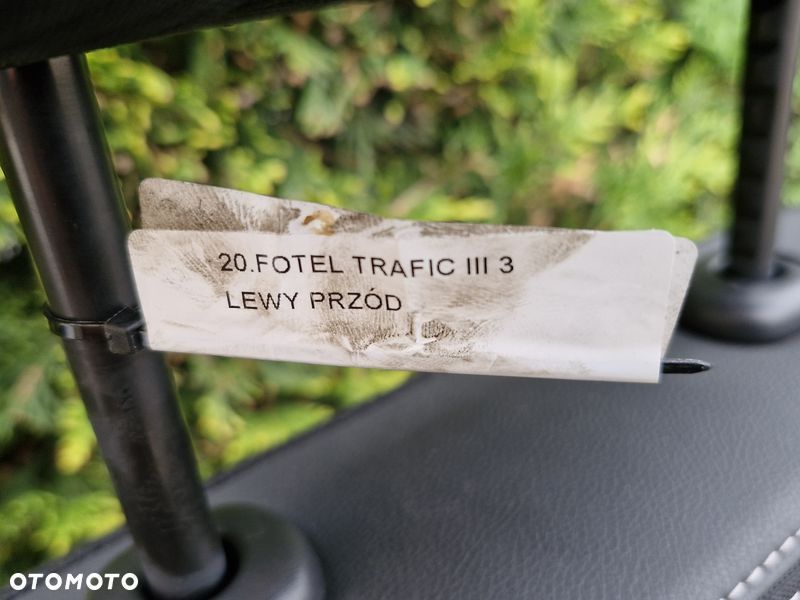 20.FOTEL TRAFIC III 3
LEWY PRZÓD
OTOMOTO